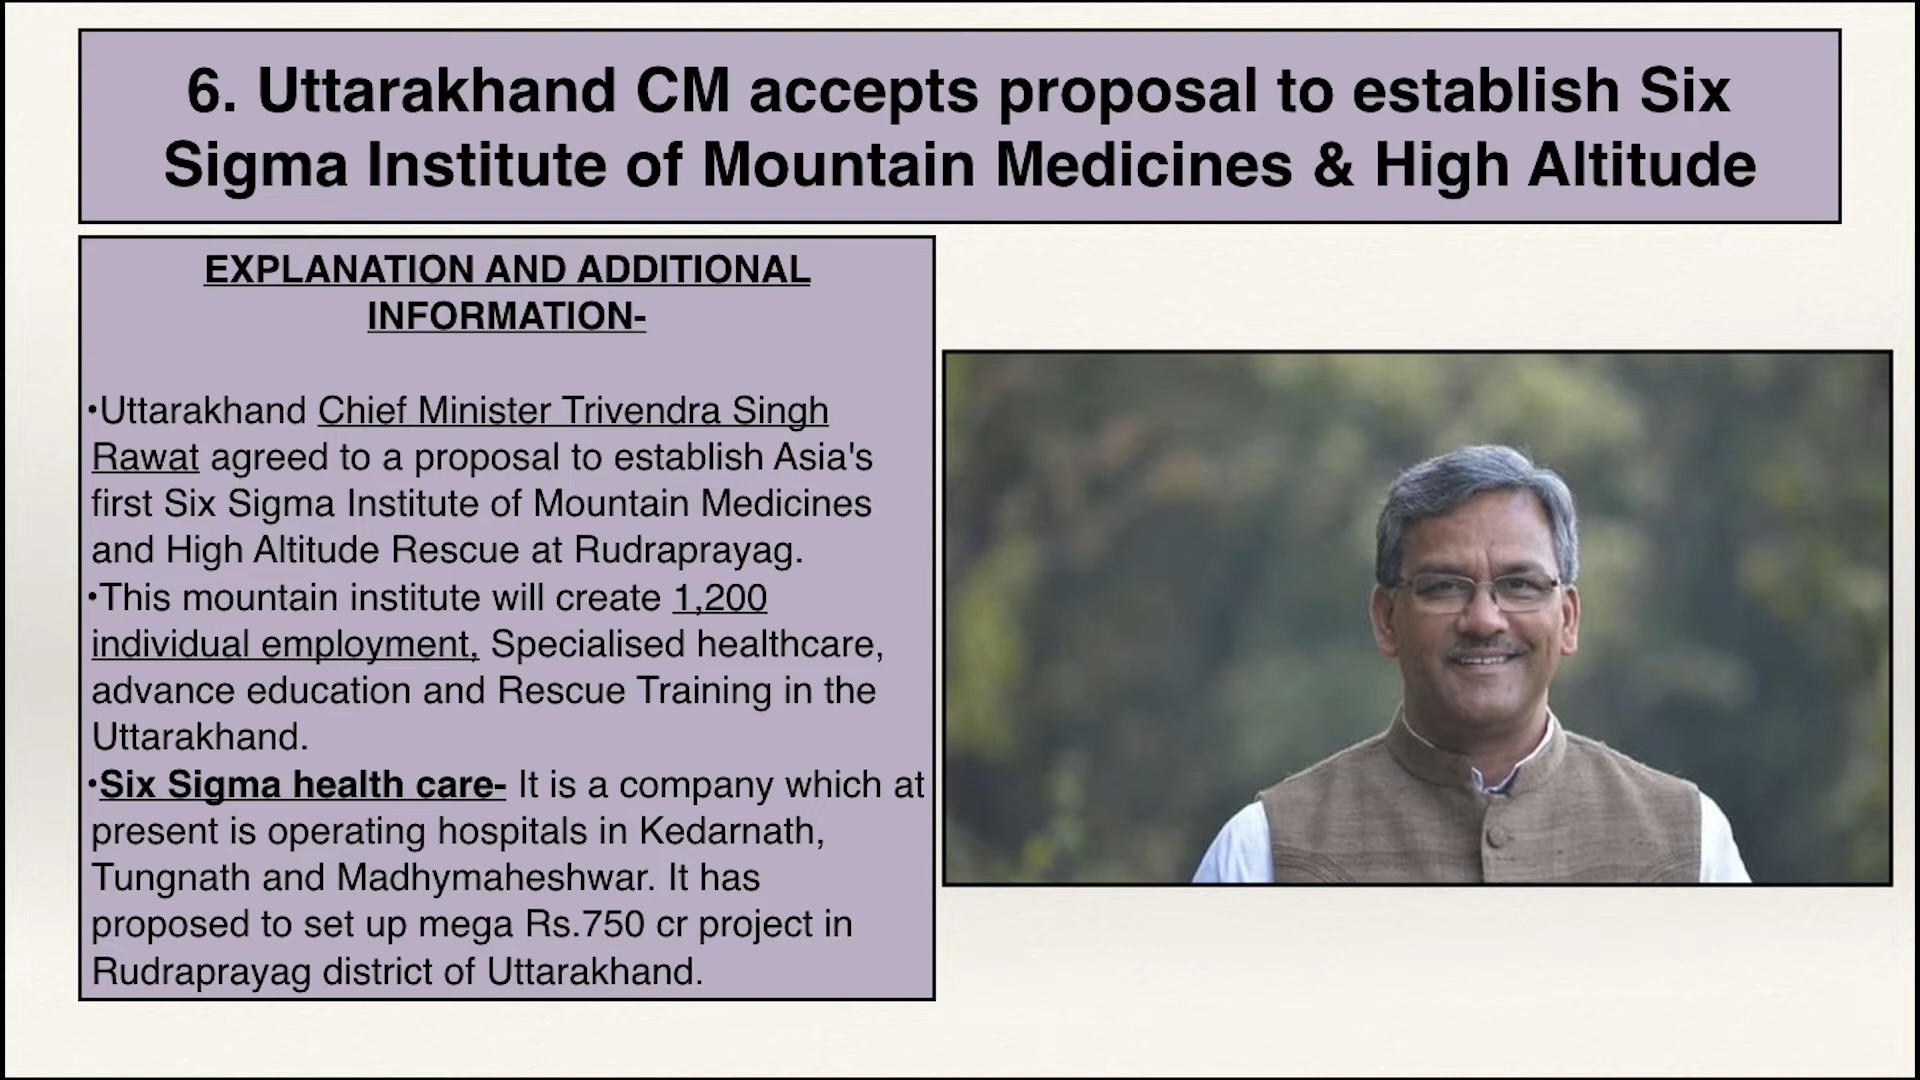 6. Uttarakhand CM accepts proposal to establish Six
Sigma Institute of Mountain Medicines & High Altitude
EXPLANATION AND ADDITIONAL
INFORMATION-
•Uttarakhand Chief Minister Trivendra Singh
Rawat agreed to a proposal to establish Asia's
first Six Sigma Institute of Mountain Medicines
and High Altitude Rescue at Rudraprayag.
•This mountain institute will create 1,200
individual employment, Specialised healthcare,
advance education and Rescue Training in the
Uttarakhand.
•Six Sigma health care- It is a company which at
present is operating hospitals in Kedarnath,
Tungnath and Madhymaheshwar. It has
proposed to set up mega Rs.750 cr project in
Rudraprayag district of Uttarakhand.